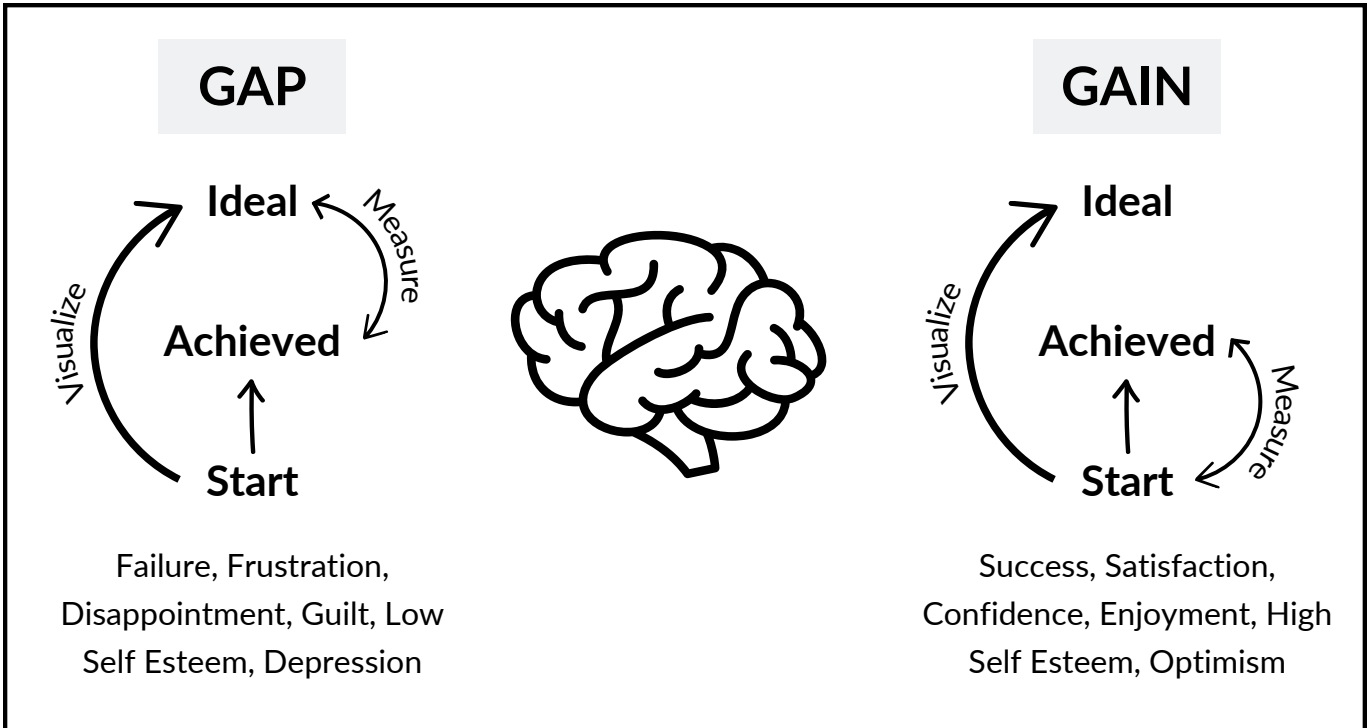 GAP
Ideal
Measure
Visualize
Achieved
Start
Failure, Frustration,
Disappointment, Guilt, Low
Self Esteem, Depression
GAIN
Ideal
Visualize
Achieved
Measure
Start
Success, Satisfaction,
Confidence, Enjoyment, High
Self Esteem, Optimism